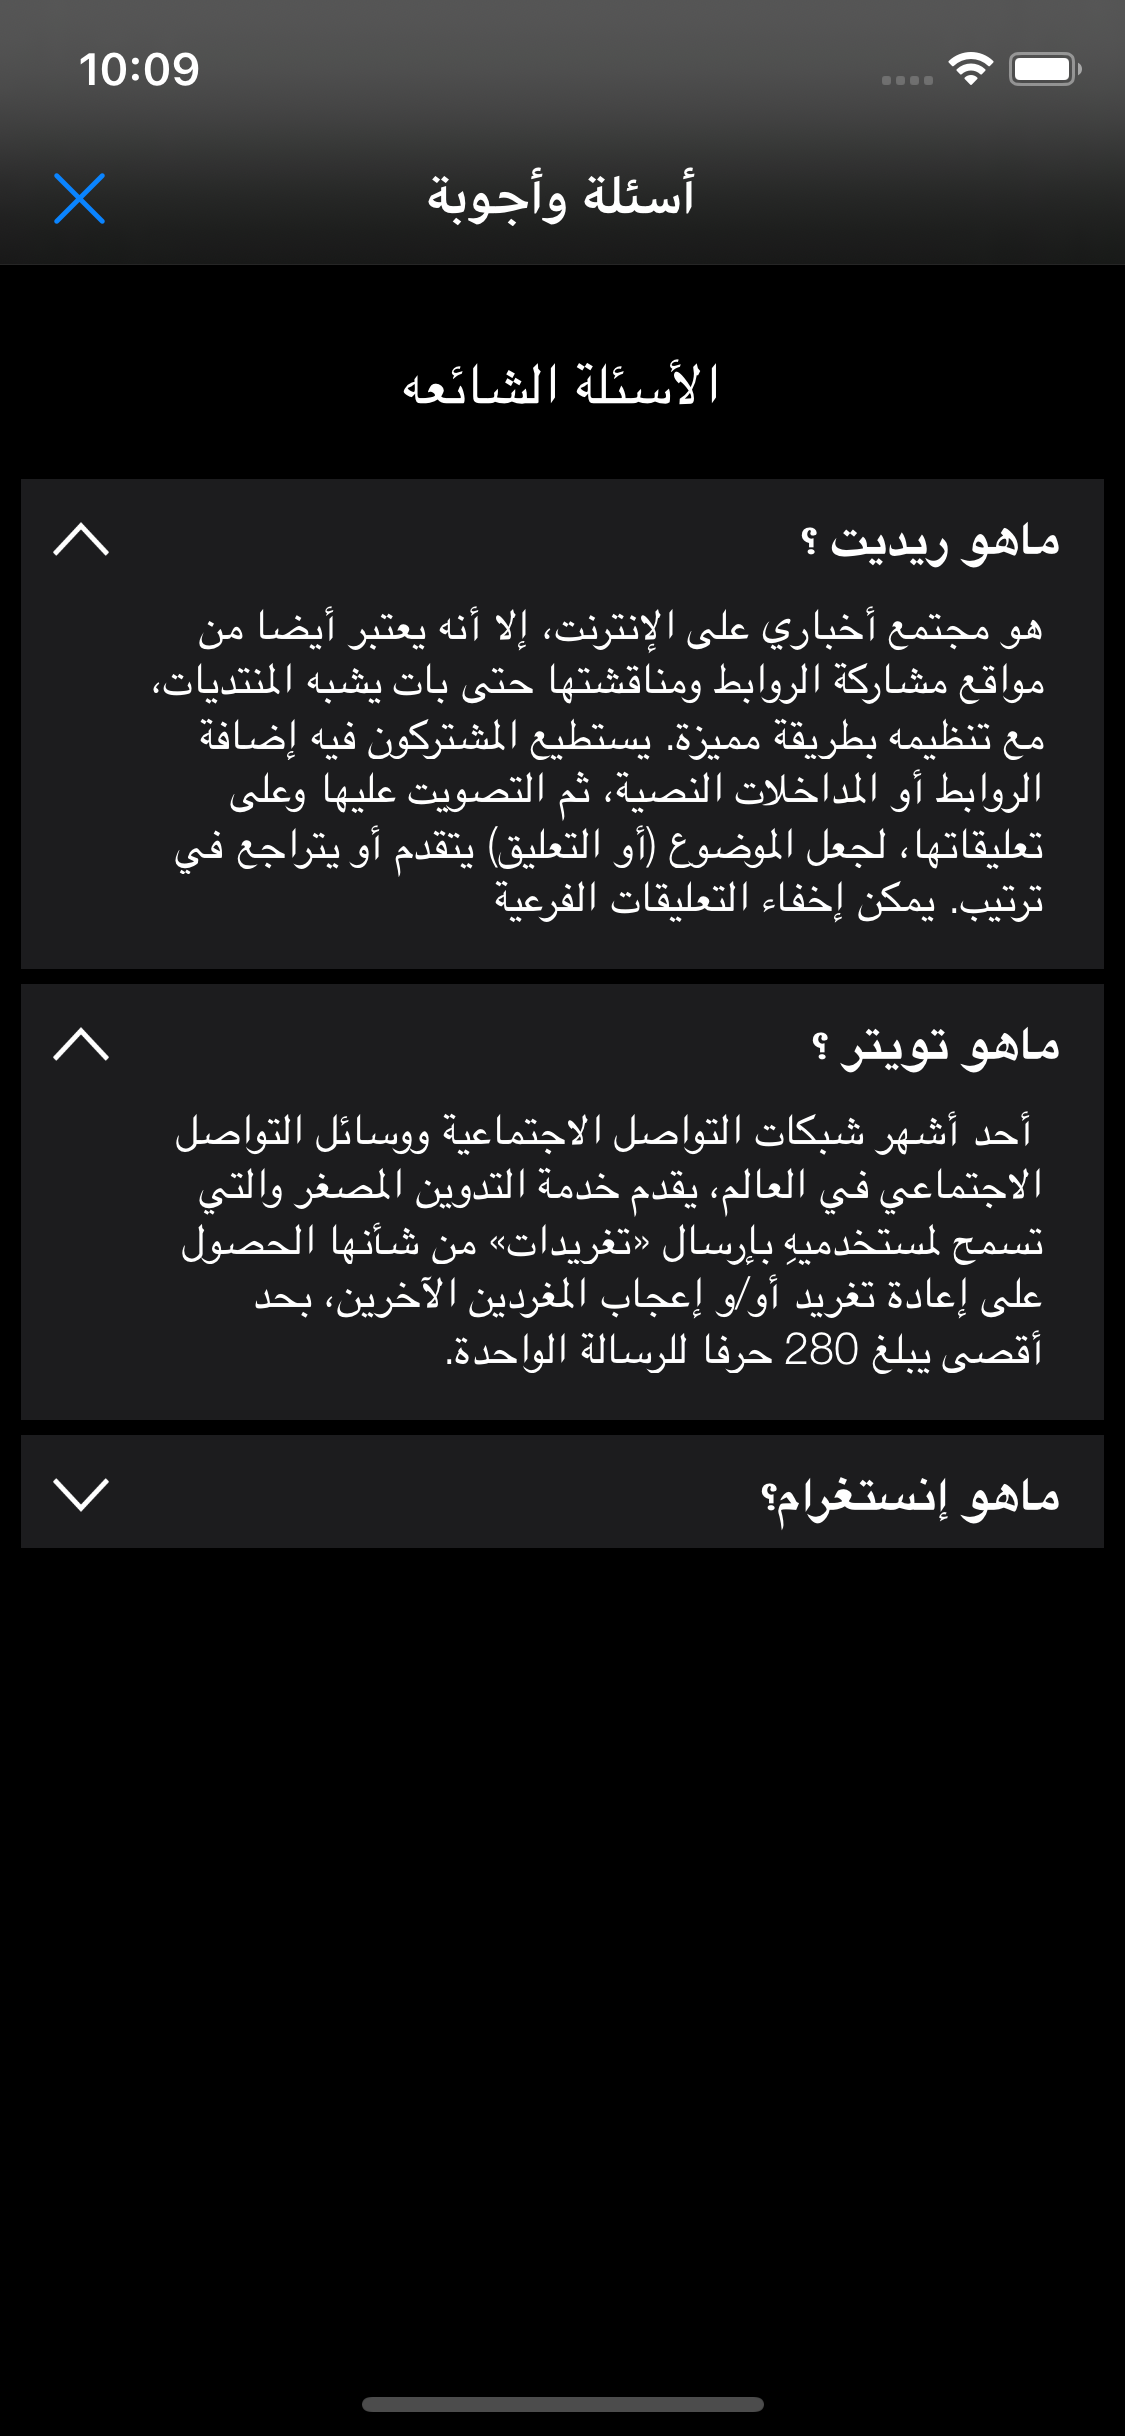 10:09
أسئلة وأجوبة
الأسئلة الشائعه
ماهو ريديت ؟
هو مجتمع أخباري على الإنترنت، إلا أنه يعتبر أيضا من
مواقع مشاركة الروابط ومناقشتها حتى بات يشبه المنتديات،
مع تنظيمه بطريقة مميزة. يستطيع المشتركون فيه إضافة
الروابط أو المداخلات النصية، ثم التصويت عليها وعلى
تعليقاتها، لجعل الموضوع (أو التعليق) يتقدم أو يتراجع في
ترتيب. يمكن إخفاء التعليقات الفرعية
ماهو تويتر ؟
أحد أشهر شبكات التواصل الاجتماعية ووسائل التواصل
الاجتماعي في العالم، يقدم خدمة التدوين المصغر والتي
تسمح لمستخدميهِ بإرسال «تغريدات» من شأنها الحصول
على إعادة تغريد أو/و إعجاب المغردين الآخرين، بحد
أقصى يبلغ 280 حرفا للرسالة الواحدة.
ماهو إنستغرام؟